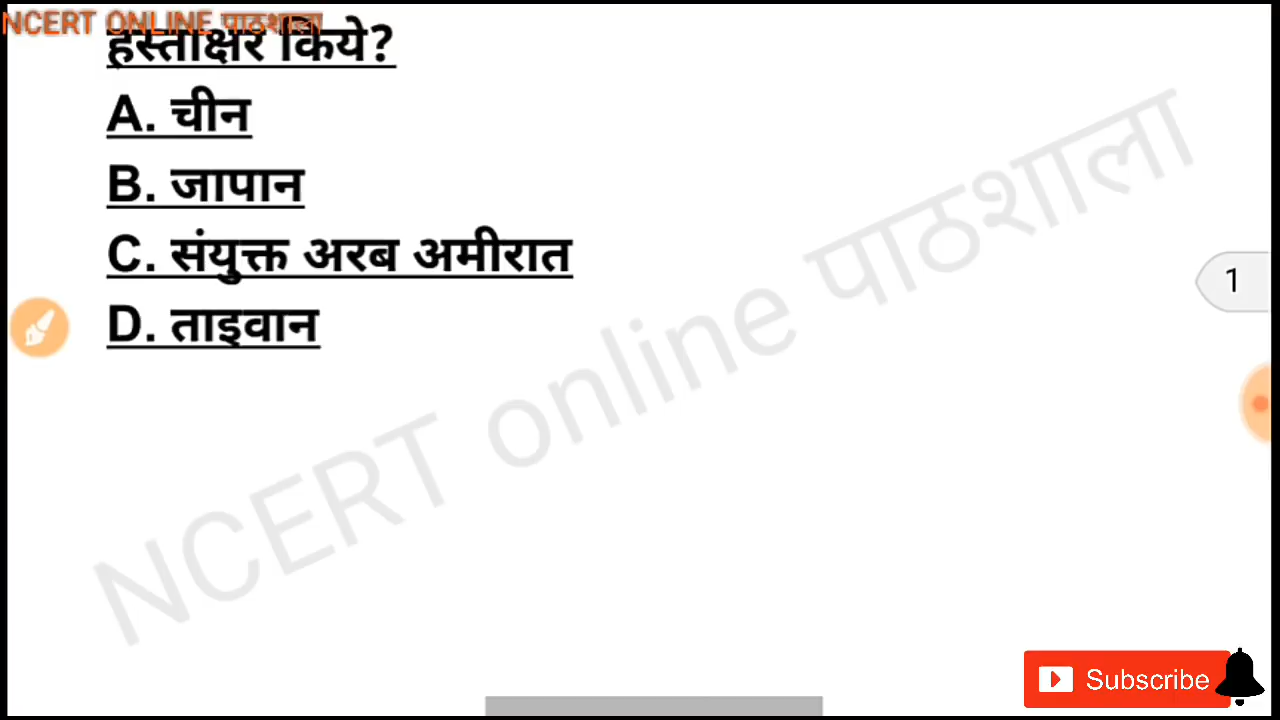 NCERT ONLINE पाठशाला
हस्ताक्षर किये?
A. चीन
B. जापान
C. संयुक्त अरब अमीरात
D. ताइवान
1
NCERT online पाठशाला
Subscribe